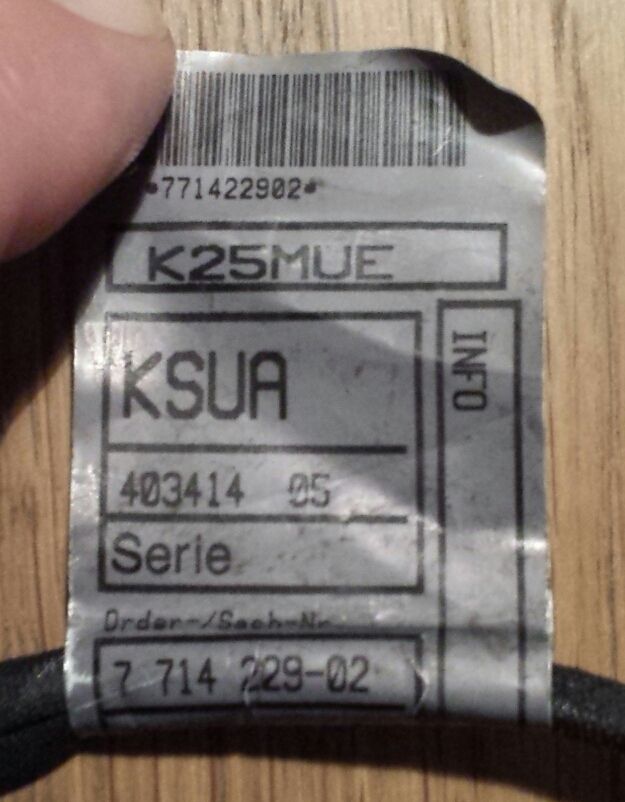 *771422902*
K25MUE
INFO
KSUA
403414 05
Serie
Order-/Sach-Nr.
7 714 229-02